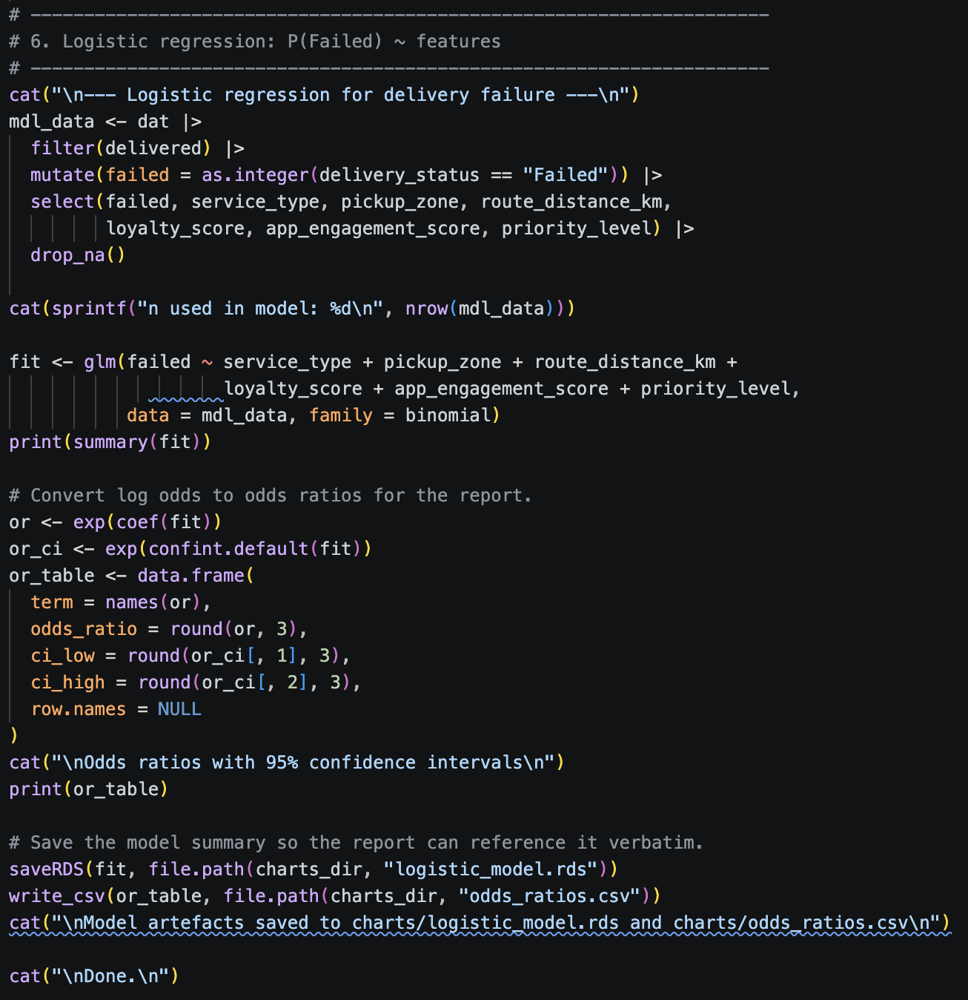 # ---------------------------------------------------------------------
# 6. Logistic regression: P(Failed) ~ features
# ---------------------------------------------------------------------
cat("\n--- Logistic regression for delivery failure ---\n")
mdl_data <- dat |>
  filter(delivered) |>
  mutate(failed = as.integer(delivery_status == "Failed")) |>
  select(failed, service_type, pickup_zone, route_distance_km,
         loyalty_score, app_engagement_score, priority_level) |>
  drop_na()

cat(sprintf("n used in model: %d\n", nrow(mdl_data)))

fit <- glm(failed ~ service_type + pickup_zone + route_distance_km +
                    loyalty_score + app_engagement_score + priority_level,
           data = mdl_data, family = binomial)
print(summary(fit))

# Convert log odds to odds ratios for the report.
or <- exp(coef(fit))
or_ci <- exp(confint.default(fit))
or_table <- data.frame(
  term = names(or),
  odds_ratio = round(or, 3),
  ci_low = round(or_ci[, 1], 3),
  ci_high = round(or_ci[, 2], 3),
  row.names = NULL
)
cat("\nOdds ratios with 95% confidence intervals\n")
print(or_table)

# Save the model summary so the report can reference it verbatim.
saveRDS(fit, file.path(charts_dir, "logistic_model.rds"))
write_csv(or_table, file.path(charts_dir, "odds_ratios.csv"))
cat("\nModel artefacts saved to charts/logistic_model.rds and charts/odds_ratios.csv\n")

cat("\nDone.\n")